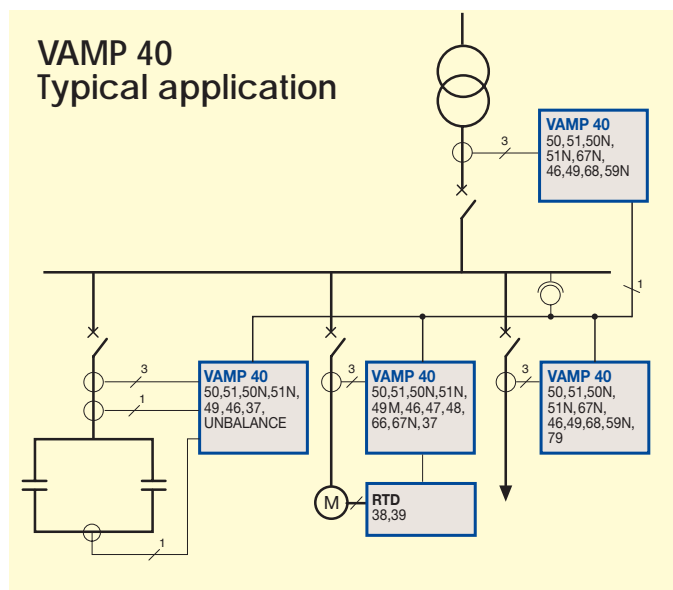 VAMP 40
Typical application
VAMP 40
50,51,50N,
51N,67N,
46,49,68,59N
3
1
3
1
VAMP 40
50,51,50N,51N,
49,46,37,
UNBALANCE
3
VAMP 40
50,51,50N,51N,
49M,46,47,48,
66,67N,37
3
VAMP 40
50,51,50N,
51N,67N,
46,49,68,59N,
79
M
RTD
38,39
1